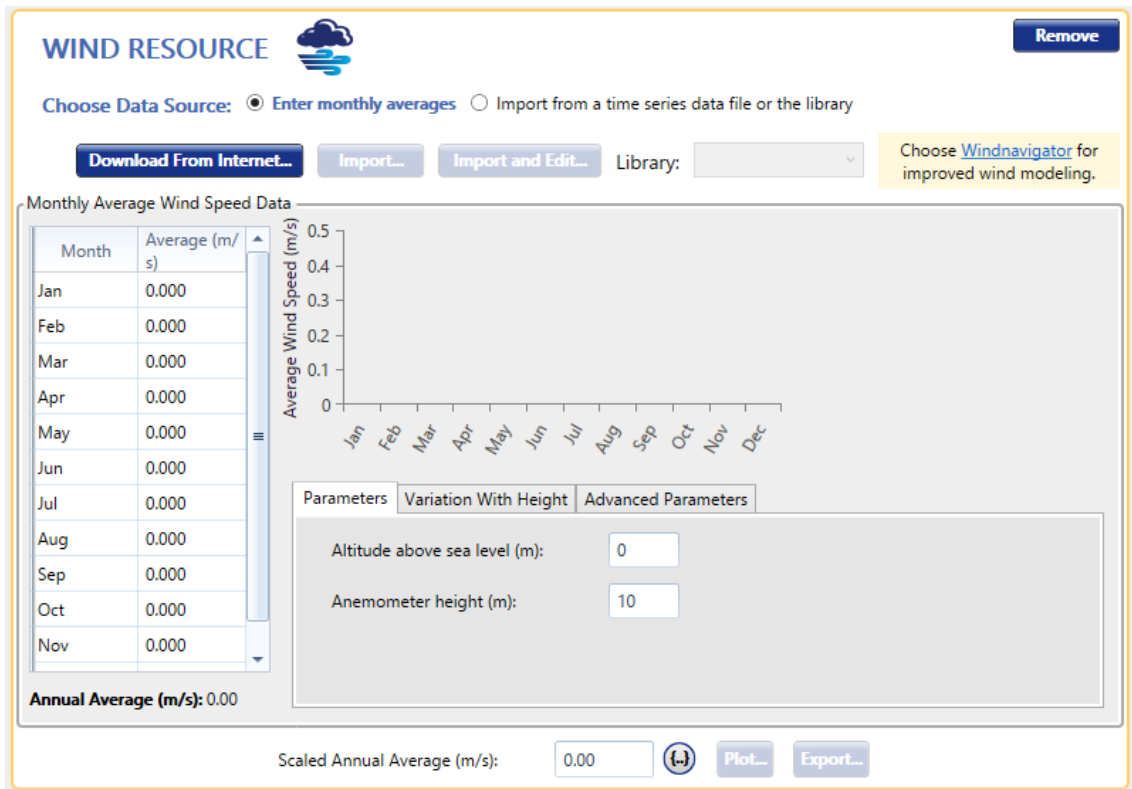 WIND RESOURCE
Remove
Choose Data Source: Enter monthly averages Import from a time series data file or the library
Download From Internet... Import... Import and Edit... Library:
Choose Windnavigator for
improved wind modeling.
Monthly Average Wind Speed Data
Month Average (m/
s)
Jan 0.000
Feb 0.000
Mar 0.000
Apr 0.000
May 0.000
Jun 0.000
Jul 0.000
Aug 0.000
Sep 0.000
Oct 0.000
Nov 0.000
Annual Average (m/s): 0.00
Average Wind Speed (m/s)
0.5
0.4
0.3
0.2
0.1
0
Jan Feb Mar Apr May Jun Jul Aug Sep Oct Nov Dec
Parameters Variation With Height Advanced Parameters
Altitude above sea level (m): 0
Anemometer height (m): 10
Scaled Annual Average (m/s): 0.00 {..} Plot... Export...